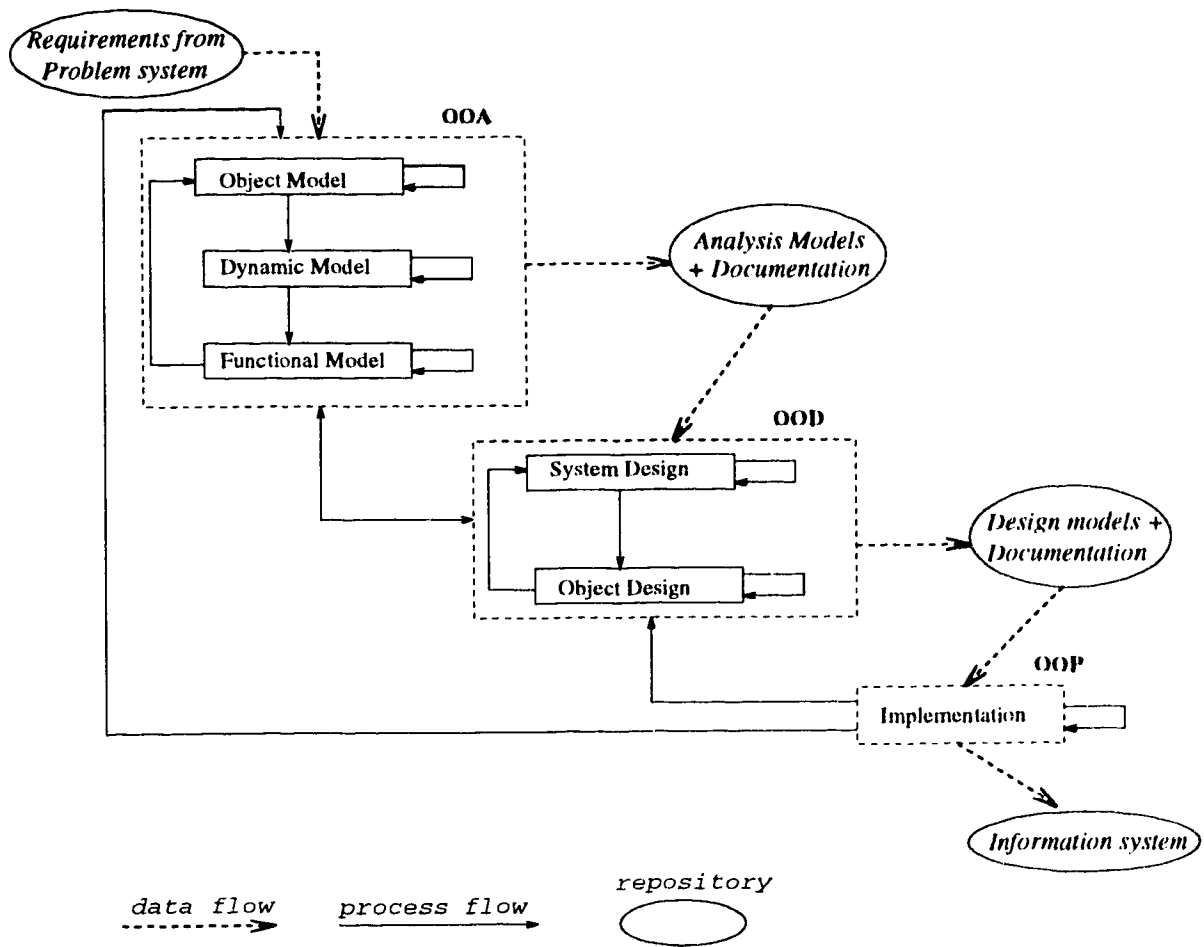 Requirements from
Problem system
OOA
Object Model
Dynamic Model
Functional Model
Analysis Models
+ Documentation
OOD
System Design
Object Design
Design models +
Documentation
OOP
Implementation
Information system
data flow
process flow
repository